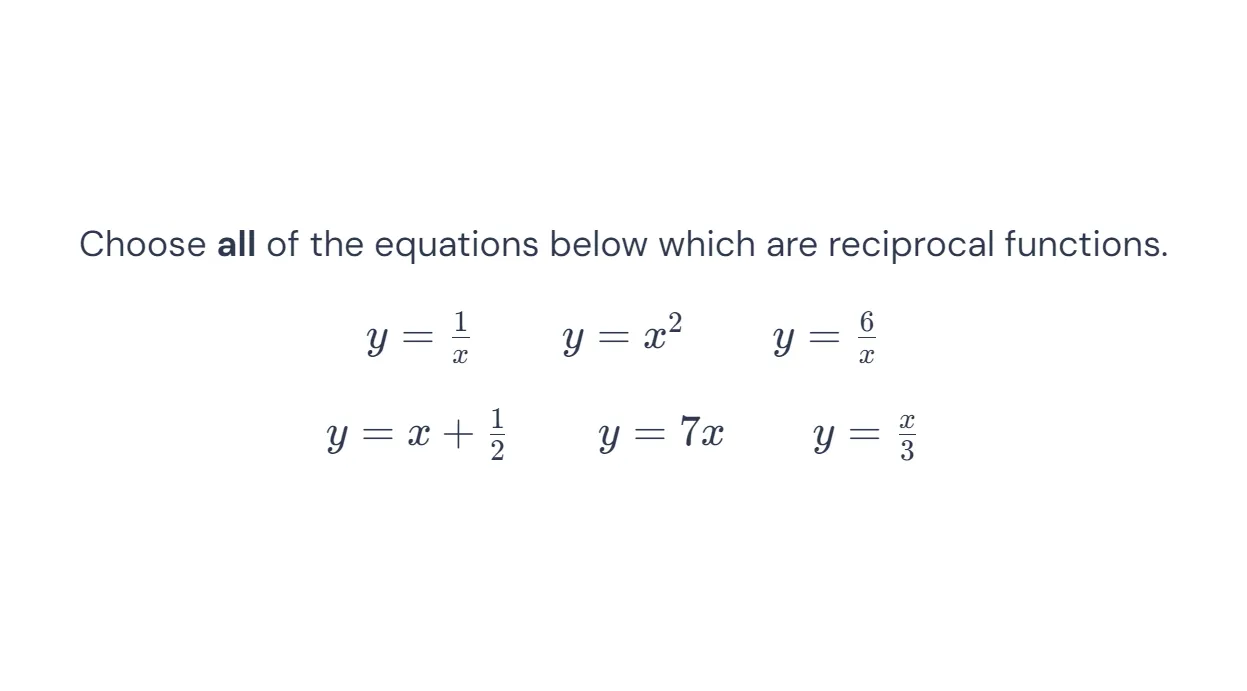 Choose all of the equations below which are reciprocal functions.
y = \frac{1}{x} y = x^2 y = \frac{6}{x}
y = x + \frac{1}{2} y = 7x y = \frac{x}{3}